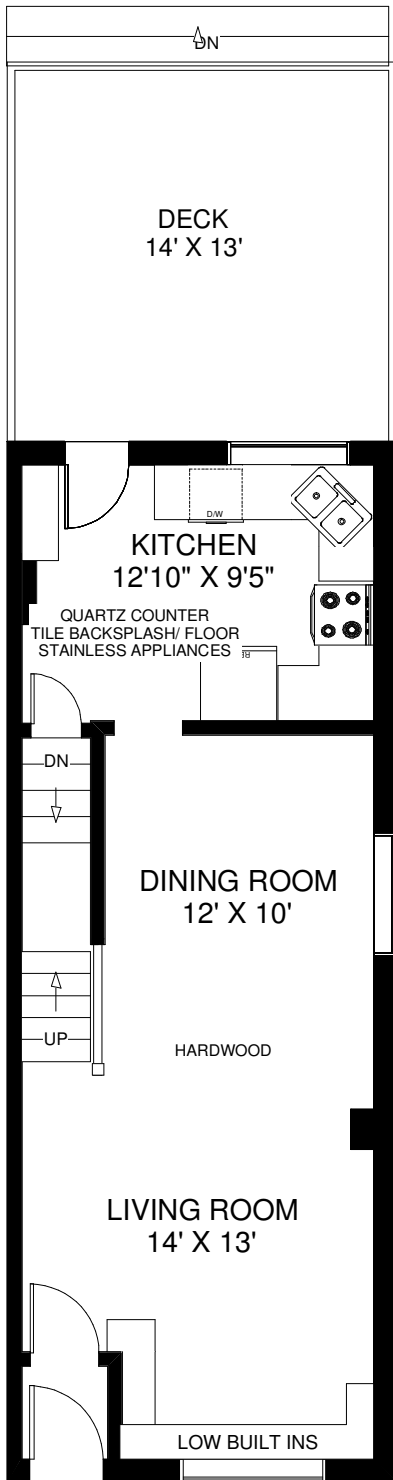 DN
DECK
14' X 13'
D/W
KITCHEN
12'10" X 9'5"
QUARTZ COUNTER
TILE BACKSPLASH/ FLOOR
STAINLESS APPLIANCES
DN
DINING ROOM
12' X 10'
UP
HARDWOOD
LIVING ROOM
14' X 13'
LOW BUILT INS